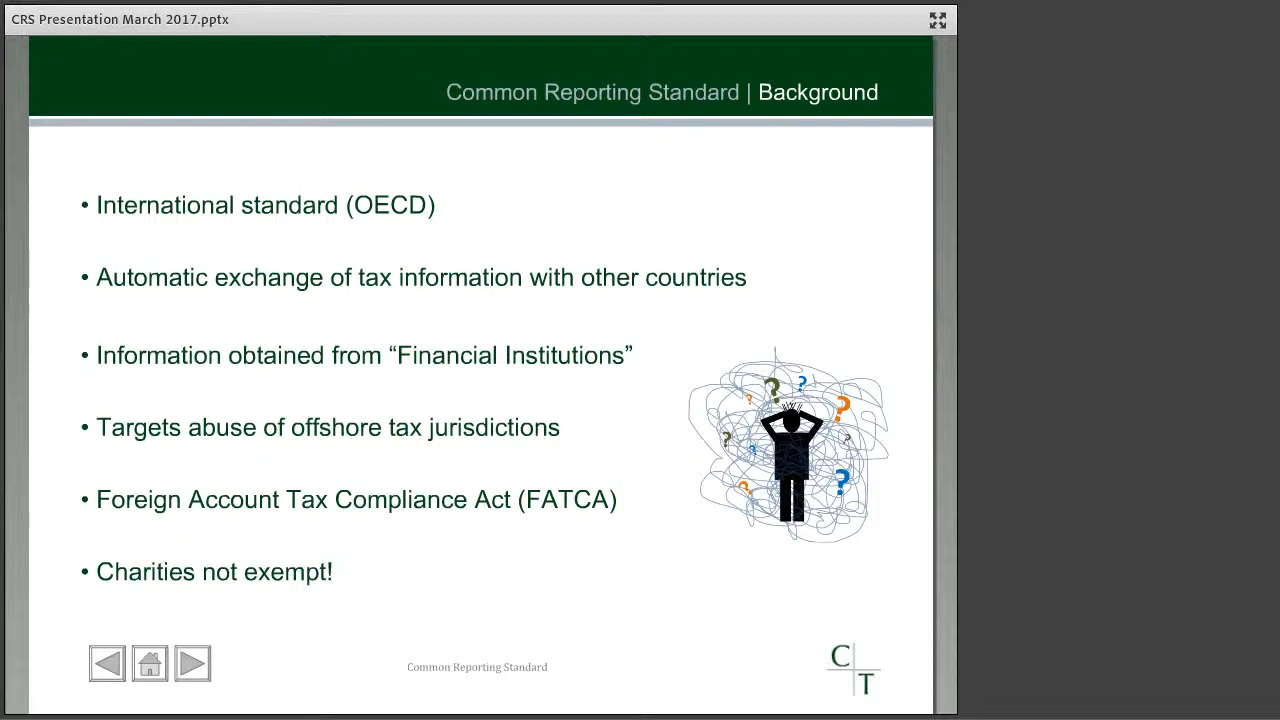 CRS Presentation March 2017.pptx
Common Reporting Standard | Background
• International standard (OECD)
• Automatic exchange of tax information with other countries
• Information obtained from “Financial Institutions”
• Targets abuse of offshore tax jurisdictions
• Foreign Account Tax Compliance Act (FATCA)
• Charities not exempt!
? ? ? ? ? ? ? ? ?
Common Reporting Standard
C
T